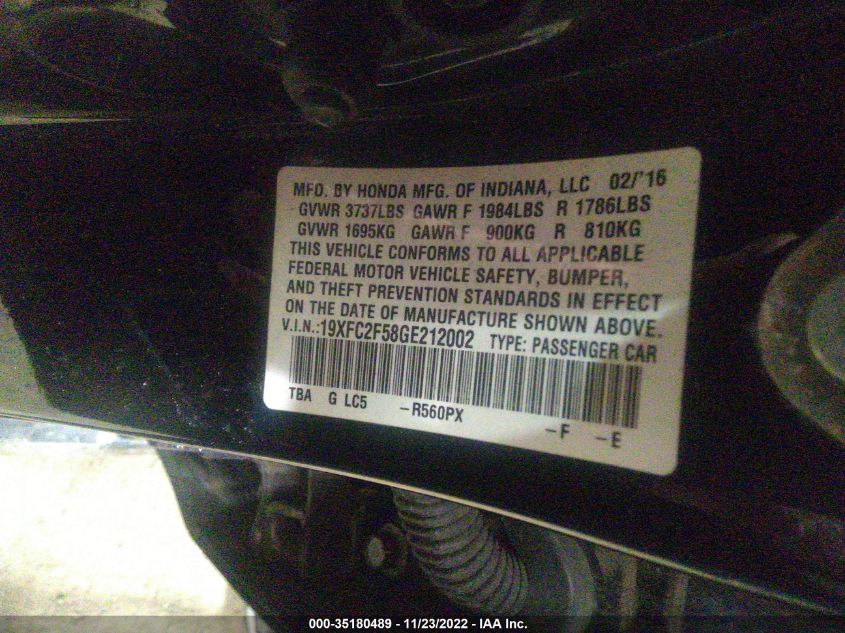 MFD. BY HONDA MFG. OF INDIANA, LLC 02/'16
GVWR 3737LBS GAWR F 1984LBS R 1786LBS
GVWR 1695KG GAWR F 900KG R 810KG
THIS VEHICLE CONFORMS TO ALL APPLICABLE
FEDERAL MOTOR VEHICLE SAFETY, BUMPER,
AND THEFT PREVENTION STANDARDS IN EFFECT
ON THE DATE OF MANUFACTURE SHOWN ABOVE.
V.I.N.:19XFC2F58GE212002 TYPE: PASSENGER CAR
TBA G LC5 -R560PX -F -E
000-35180489 - 11/23/2022 - IAA Inc.